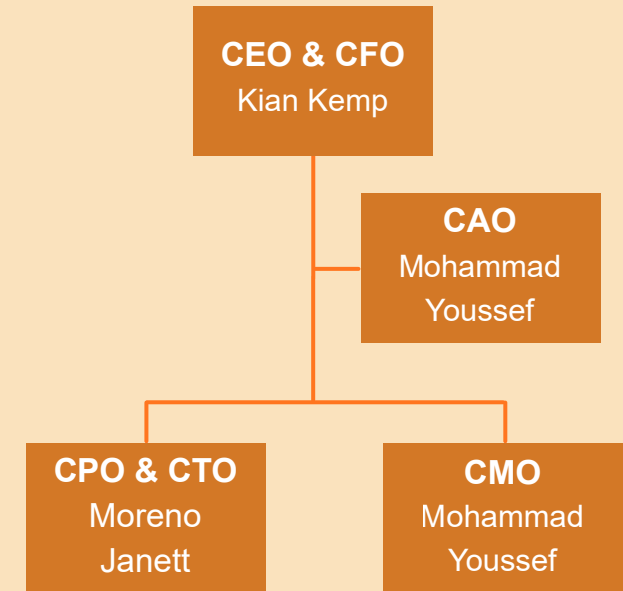 CEO & CFO
Kian Kemp
CAO
Mohammad
Youssef
CPO & CTO
Moreno
Janett
CMO
Mohammad
Youssef